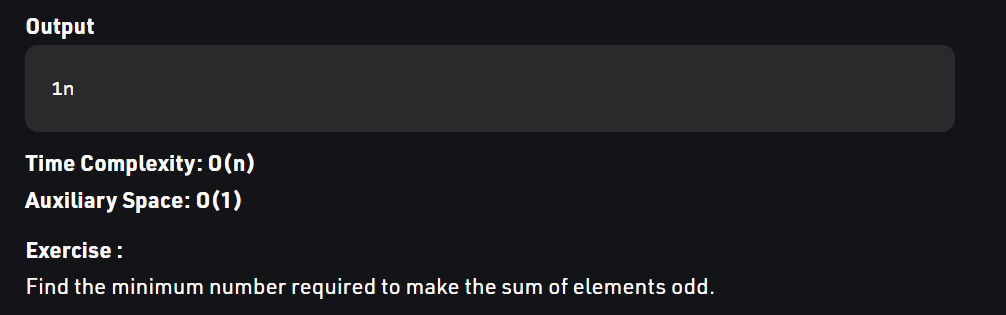 Output
1n
Time Complexity: O(n)
Auxiliary Space: O(1)
Exercise :
Find the minimum number required to make the sum of elements odd.